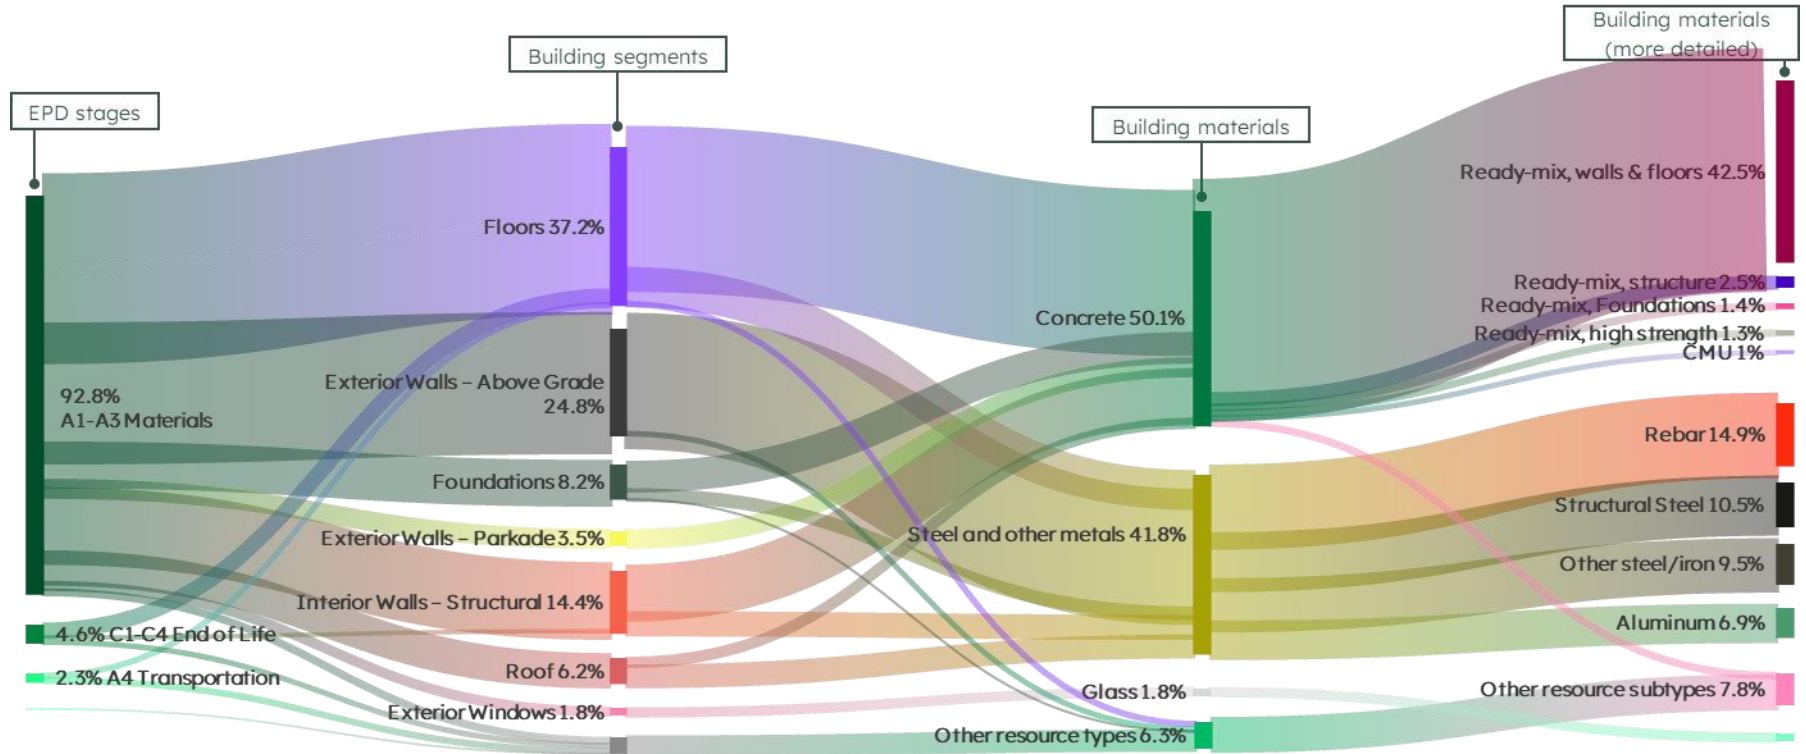 EPD stages
Building segments
Building materials
Building materials
(more detailed)
92.8%
A1-A3 Materials
4.6% C1-C4 End of Life
2.3% A4 Transportation
Floors 37.2%
Exterior Walls – Above Grade
24.8%
Foundations 8.2%
Exterior Walls – Parkade 3.5%
Interior Walls – Structural 14.4%
Roof 6.2%
Exterior Windows 1.8%
Concrete 50.1%
Steel and other metals 41.8%
Glass 1.8%
Other resource types 6.3%
Ready-mix, walls & floors 42.5%
Ready-mix, structure 2.5%
Ready-mix, Foundations 1.4%
Ready-mix, high strength 1.3%
CMU 1%
Rebar 14.9%
Structural Steel 10.5%
Other steel/iron 9.5%
Aluminum 6.9%
Other resource subtypes 7.8%